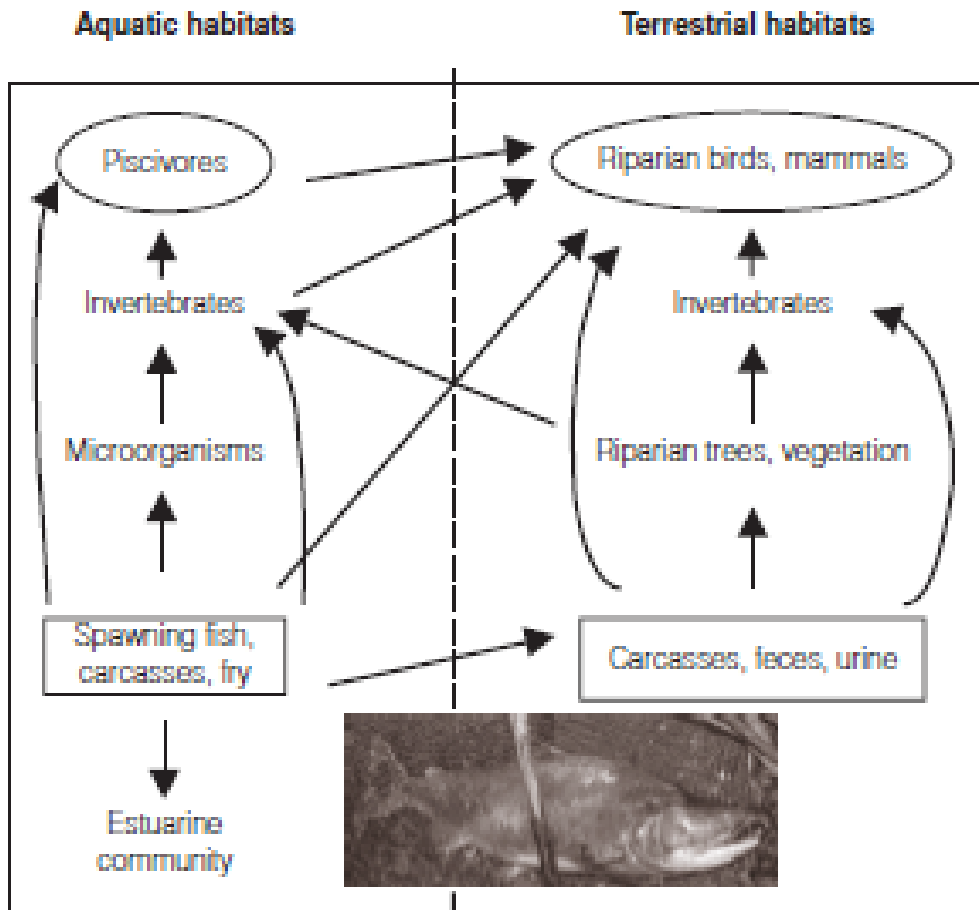 Aquatic habitats
Terrestrial habitats
Piscivores
Riparian birds, mammals
Invertebrates
Invertebrates
Microorganisms
Riparian trees, vegetation
Spawning fish,
carcasses, fry
Carcasses, feces, urine
Estuarine
community